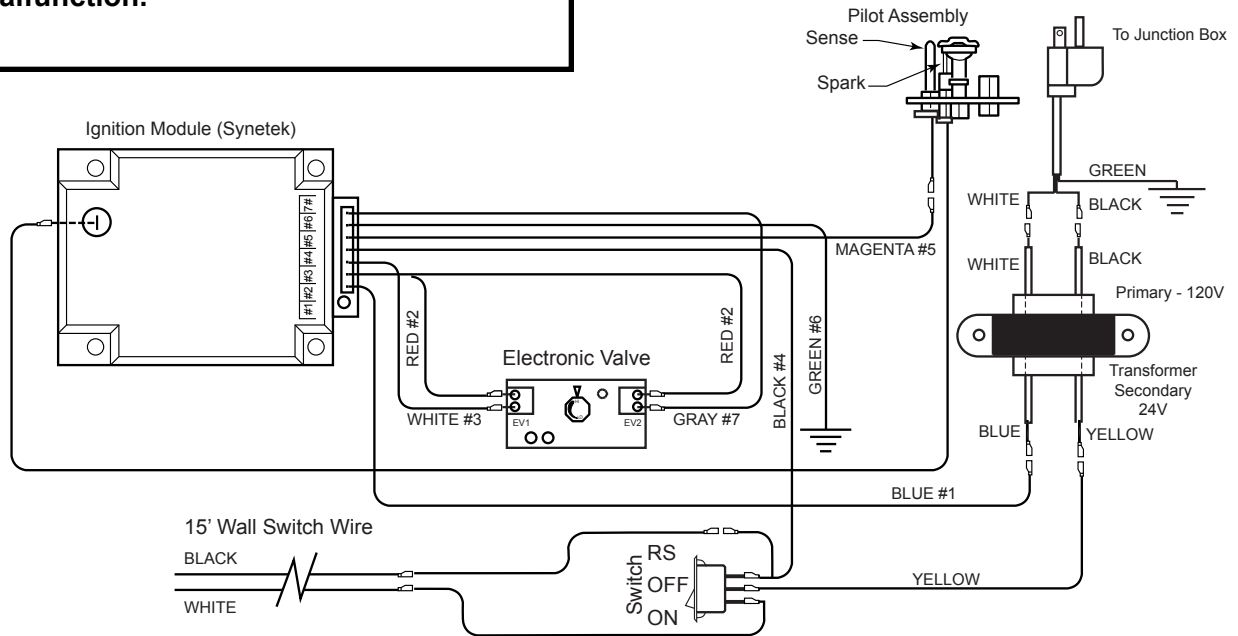 alfunction.
Pilot Assembly
Sense
Spark
To Junction Box
Ignition Module (Synetek)
#1 #2 #3 #4 #5 #6 7#
GREEN
WHITE
BLACK
MAGENTA #5
WHITE
BLACK
Primary - 120V
RED #2
Electronic Valve
RED #2
BLACK #4
GREEN #6
Transformer
Secondary
24V
WHITE #3
EV1
EV2
GRAY #7
BLUE
YELLOW
BLUE #1
15' Wall Switch Wire
BLACK
WHITE
Switch
RS
OFF
ON
YELLOW